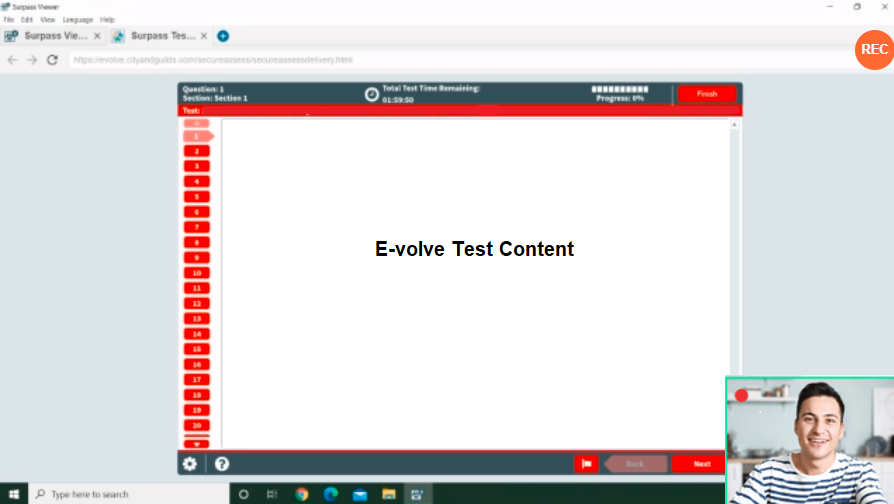 Surpass Viewer
File Edit View Language Help
Surpass Vie... Surpass Tes...
https://evolve.cityandguilds.com/secureassess/secureassessdelivery.html
REC
Question: 1
Section: Section 1
Total Test Time Remaining:
01:59:50
Progress: 0%
Finish
Test:
1
2
3
4
5
6
7
8
9
10
11
12
13
14
15
16
17
18
19
20
E-volve Test Content
Back
Next
Type here to search